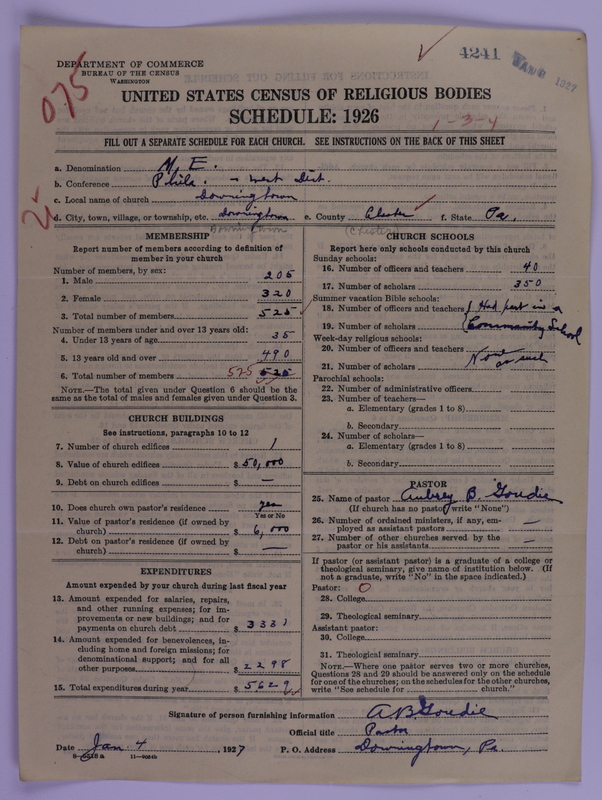 4241
JAN 8 1927
DEPARTMENT OF COMMERCE
BUREAU OF THE CENSUS
WASHINGTON
075
UNITED STATES CENSUS OF RELIGIOUS BODIES
SCHEDULE: 1926
1-3-4
FILL OUT A SEPARATE SCHEDULE FOR EACH CHURCH. SEE INSTRUCTIONS ON THE BACK OF THIS SHEET
a. Denomination M. E.
b. Conference Phila. - West Dist.
c. Local name of church Downingtown
d. City, town, village, or township, etc. Downingtown e. County Chester f. State Pa.
Downingtown (Chester)
MEMBERSHIP
Report number of members according to definition of member in your church
Number of members, by sex:
1. Male 205
2. Female 320
3. Total number of members 525
Number of members under and over 13 years old:
4. Under 13 years of age 35
5. 13 years old and over 490
6. Total number of members 525 525
NOTE.—The total given under Question 6 should be the
same as the total of males and females given under Question 3.
CHURCH BUILDINGS
See instructions, paragraphs 10 to 12
7. Number of church edifices 1
8. Value of church edifices $ 50,000
9. Debt on church edifices $ —
10. Does church own pastor's residence yes
Yes or No
11. Value of pastor's residence (if owned by
church) $ 6,000
12. Debt on pastor's residence (if owned by
church) $ —
EXPENDITURES
Amount expended by your church during last fiscal year
13. Amount expended for salaries, repairs,
and other running expenses; for im-
provements or new buildings; and for
payments on church debt $ 3331
14. Amount expended for benevolences, in-
cluding home and foreign missions; for
denominational support; and for all
other purposes $ 2298
15. Total expenditures during year $ 5629
CHURCH SCHOOLS
Report here only schools conducted by this church
Sunday schools:
16. Number of officers and teachers 40
17. Number of scholars 350
Summer vacation Bible schools:
18. Number of officers and teachers Had part in a
19. Number of scholars Community School
Week-day religious schools:
20. Number of officers and teachers None
21. Number of scholars as such
Parochial schools:
22. Number of administrative officers
23. Number of teachers—
a. Elementary (grades 1 to 8)
b. Secondary
24. Number of scholars—
a. Elementary (grades 1 to 8)
b. Secondary
PASTOR
25. Name of pastor Aubrey B. Goudie
(If church has no pastor, write "None")
26. Number of ordained ministers, if any, em-
ployed as assistant pastors —
27. Number of other churches served by the
pastor or his assistants —
If pastor (or assistant pastor) is a graduate of a college or
theological seminary, give name of institution below. (If
not a graduate, write "No" in the space indicated.)
Pastor: O
28. College
29. Theological seminary
Assistant pastor:
30. College
31. Theological seminary
NOTE.—Where one pastor serves two or more churches,
Questions 28 and 29 should be answered only on the schedule
for one of the churches; on the schedules for the other churches,
write "See schedule for church."
Signature of person furnishing information A B Goudie
Official title Pastor
Date Jan. 4, 1927 P. O. Address Downingtown, Pa.
11-9024b